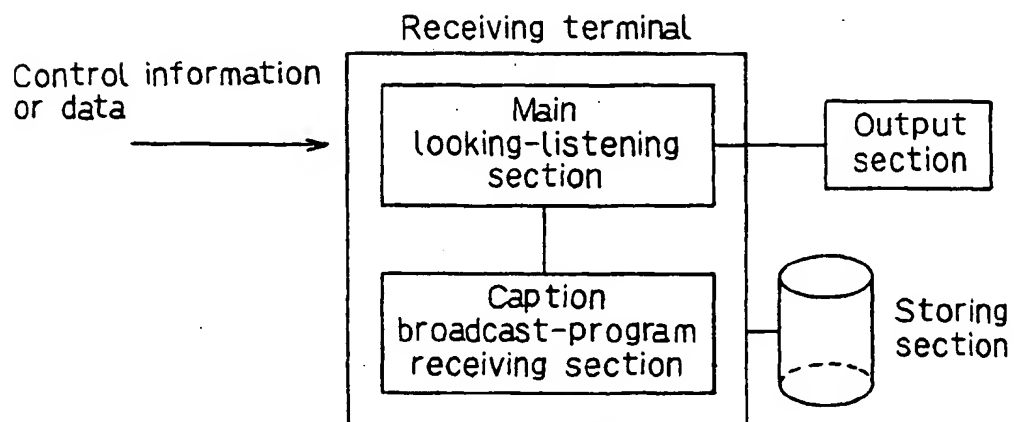 Receiving terminal
Control information
or data
Main
looking-listening
section
Output
section
Caption
broadcast-program
receiving section
Storing
section